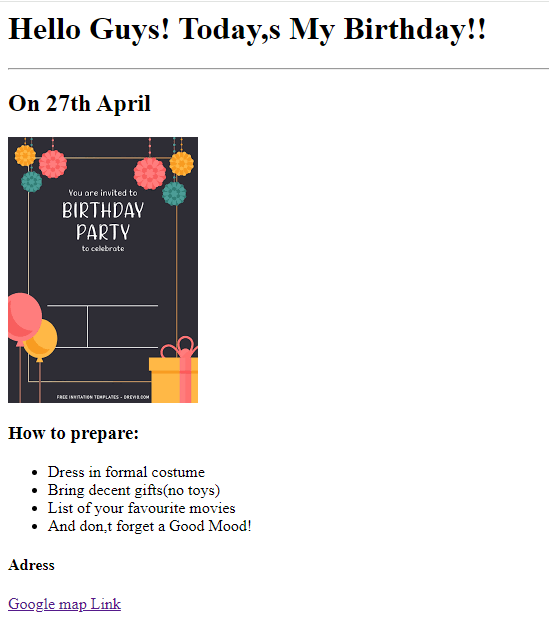 Hello Guys! Today,s My Birthday!!
On 27th April
You are invited to
BIRTHDAY
PARTY
to celebrate
FREE INVITATION TEMPLATES - DREVIO.COM
How to prepare:
Dress in formal costume
Bring decent gifts(no toys)
List of your favourite movies
And don,t forget a Good Mood!
Adress
Google map Link